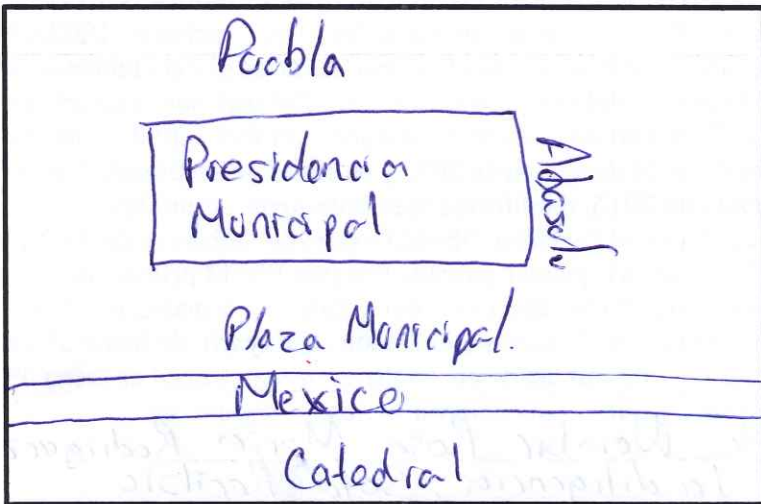 Puebla
Presidencia
Municipal
Abasolo
Plaza Municipal.
Mexico
Catedral